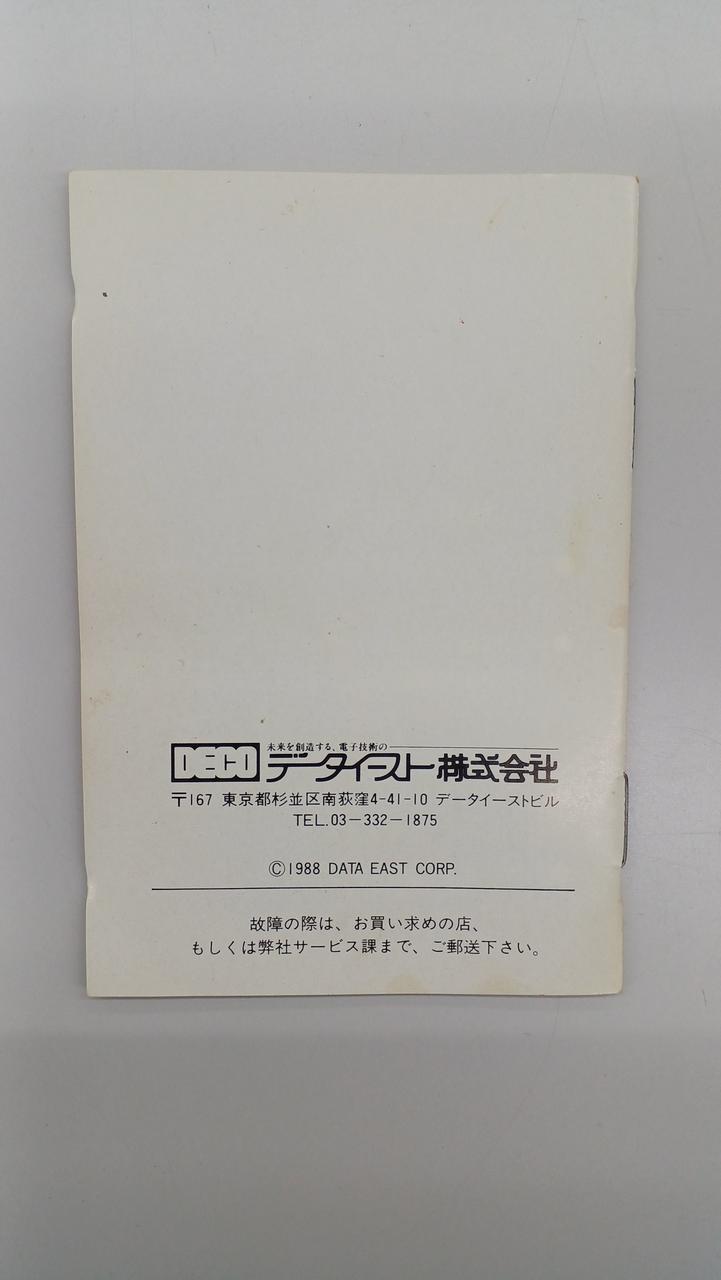 未来を創造する、電子技術の
DECO データイースト株式会社
〒167 東京都杉並区南荻窪4-41-10 データイーストビル
TEL.03-332-1875
©1988 DATA EAST CORP.
故障の際は、お買い求めの店、
もしくは弊社サービス課まで、ご郵送下さい。